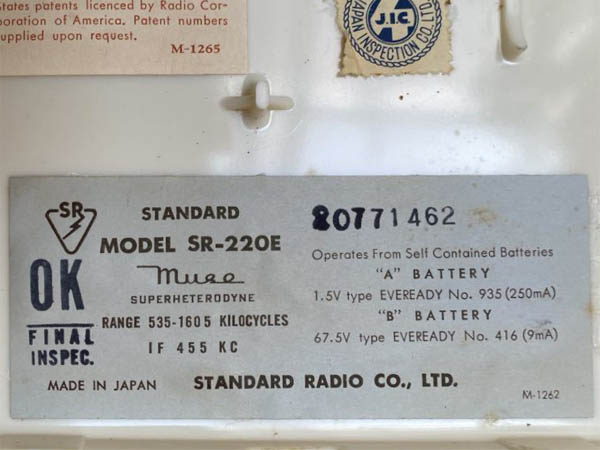 States patents licenced by Radio Cor-
poration of America. Patent numbers
supplied upon request.
M-1265
J.I.C.
JAPAN INSPECTION CO.LTD.
SR
STANDARD
MODEL SR-220E
Muse
SUPERHETERODYNE
RANGE 535-1605 KILOCYCLES
IF 455 KC
OK
FINAL
INSPEC.
MADE IN JAPAN
80771462
Operates From Self Contained Batteries
"A" BATTERY
1.5V type EVEREADY No. 935 (250mA)
"B" BATTERY
67.5V type EVEREADY No. 416 (9mA)
STANDARD RADIO CO., LTD.
M-1262